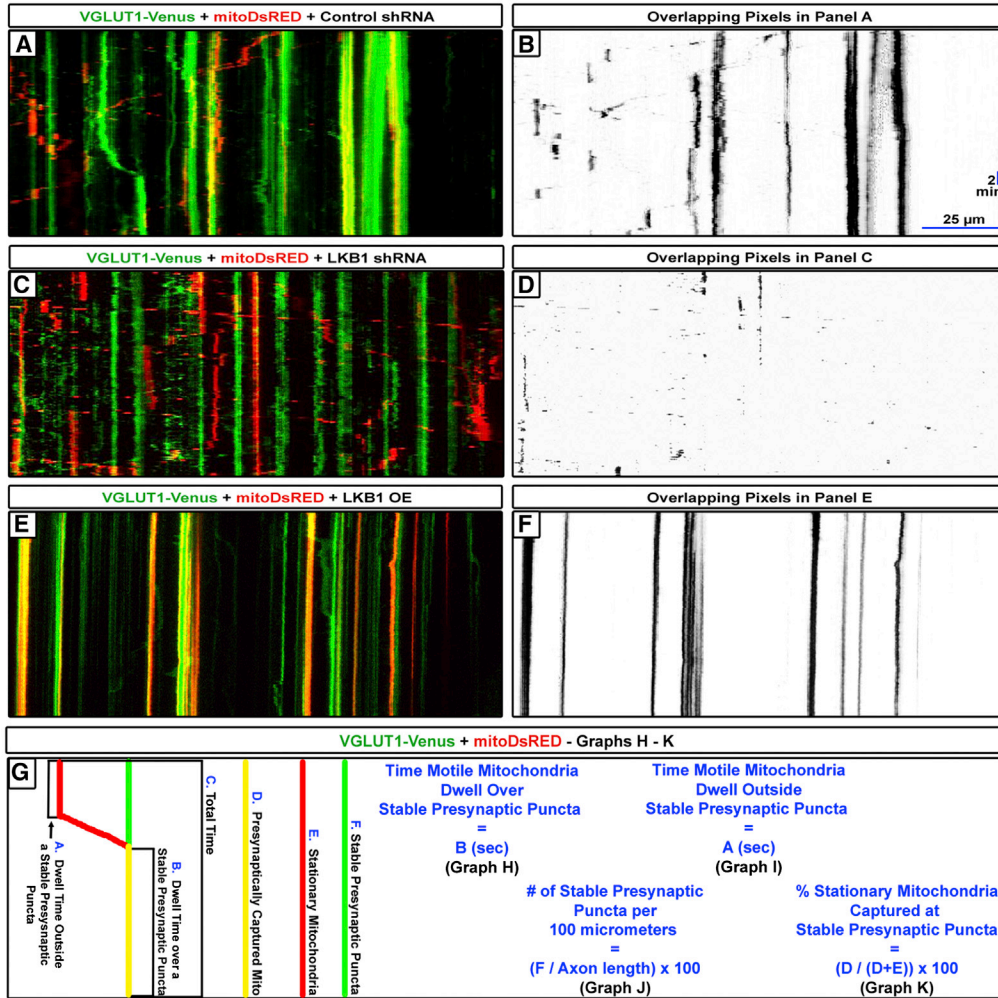 VGLUT1-Venus + mitoDsRED + Control shRNA
Overlapping Pixels in Panel A
A
B
2
min
25 µm
VGLUT1-Venus + mitoDsRED + LKB1 shRNA
Overlapping Pixels in Panel C
C
D
VGLUT1-Venus + mitoDsRED + LKB1 OE
Overlapping Pixels in Panel E
E
F
VGLUT1-Venus + mitoDsRED - Graphs H - K
G
A. Dwell Time Outside
a Stable Presysnaptic
Puncta
B. Dwell Time over a
Stable Presynaptic Puncta
C. Total Time
D. Presynaptically Captured Mito
E. Stationary Mitochondria
F. Stable Presynaptic Puncta
Time Motile Mitochondria
Dwell Over
Stable Presynaptic Puncta
=
B (sec)
(Graph H)
Time Motile Mitochondria
Dwell Outside
Stable Presynaptic Puncta
=
A (sec)
(Graph I)
# of Stable Presynaptic
Puncta per
100 micrometers
=
(F / Axon length) x 100
(Graph J)
% Stationary Mitochondria
Captured at
Stable Presynaptic Puncta
=
(D / (D+E)) x 100
(Graph K)